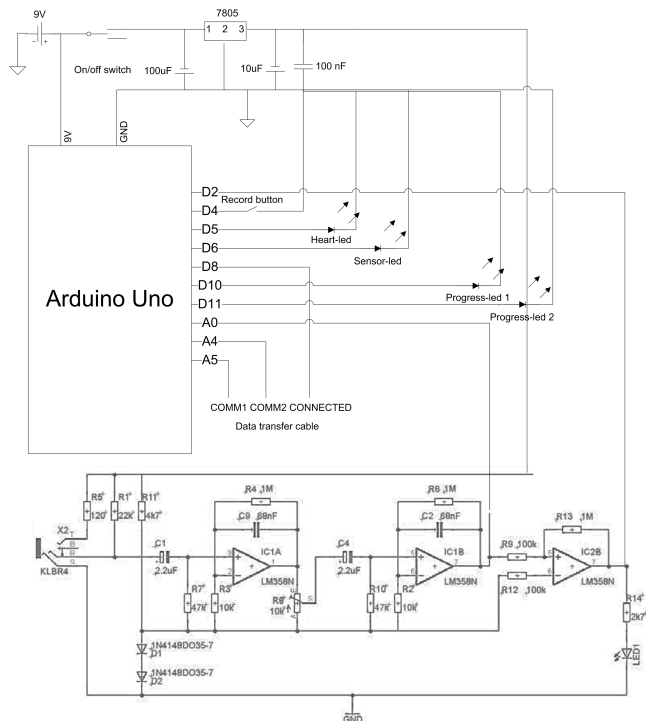 9V
7805
1 2 3
- +
On/off switch
100uF
10uF
100 nF
9V
GND
D2
Record button
D4
D5
Heart-led
D6
Sensor-led
D8
D10
Progress-led 1
D11
Progress-led 2
Arduino Uno
A0
A4
A5
COMM1 COMM2 CONNECTED
Data transfer cable
R4 1M
R6 1M
R5 R1 R11
120 22k 4k7
C9 68nF
C2 68nF
R13 1M
X2
C1
C4
R9 100k
KLBR4
2.2uF
IC1A
LM358N
2.2uF
IC1B
LM358N
IC2B
LM358N
R7 R3
47k 10k
R8
10k
R10 R2
47k 10k
R12 100k
R14
2k7
1N4148DO35-7
D1
1N4148DO35-7
D2
LED1
GND